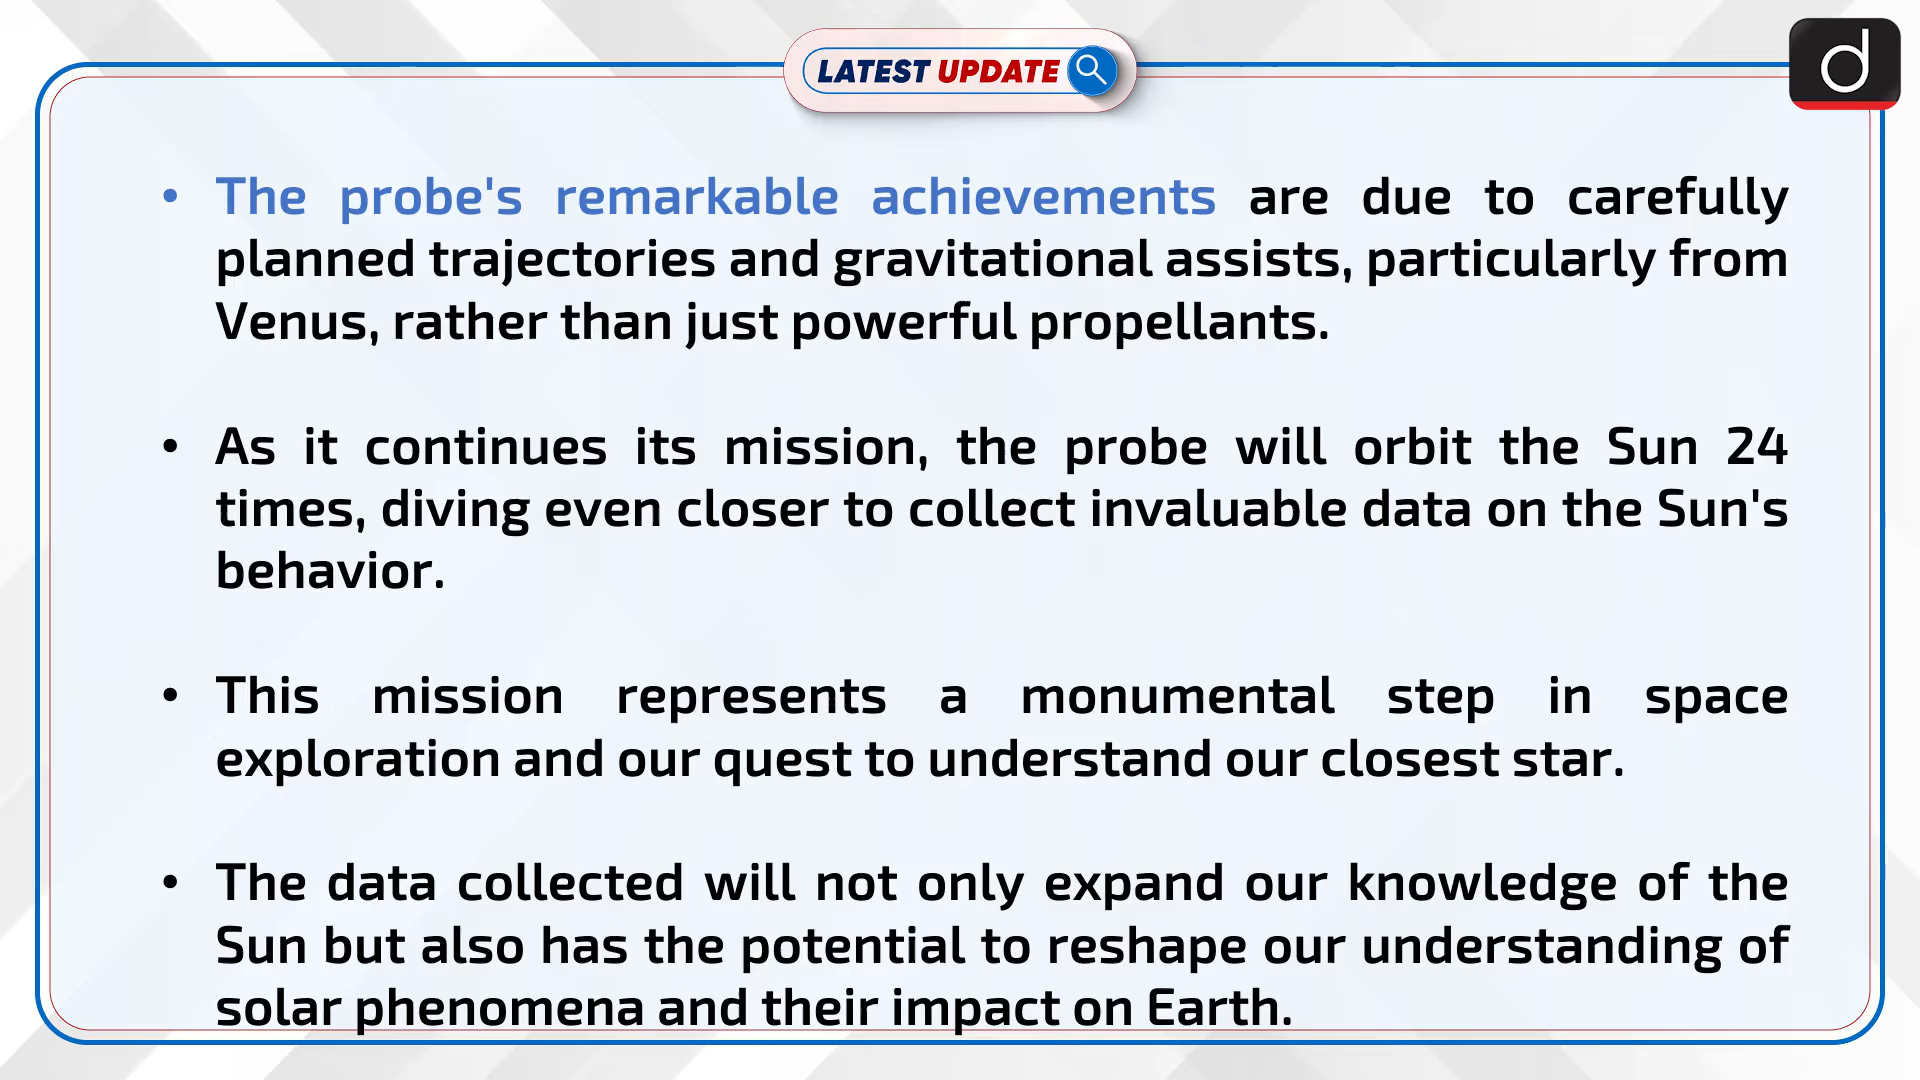 LATEST UPDATE
d
• The probe's remarkable achievements are due to carefully
planned trajectories and gravitational assists, particularly from
Venus, rather than just powerful propellants.
• As it continues its mission, the probe will orbit the Sun 24
times, diving even closer to collect invaluable data on the Sun's
behavior.
• This mission represents a monumental step in space
exploration and our quest to understand our closest star.
• The data collected will not only expand our knowledge of the
Sun but also has the potential to reshape our understanding of
solar phenomena and their impact on Earth.